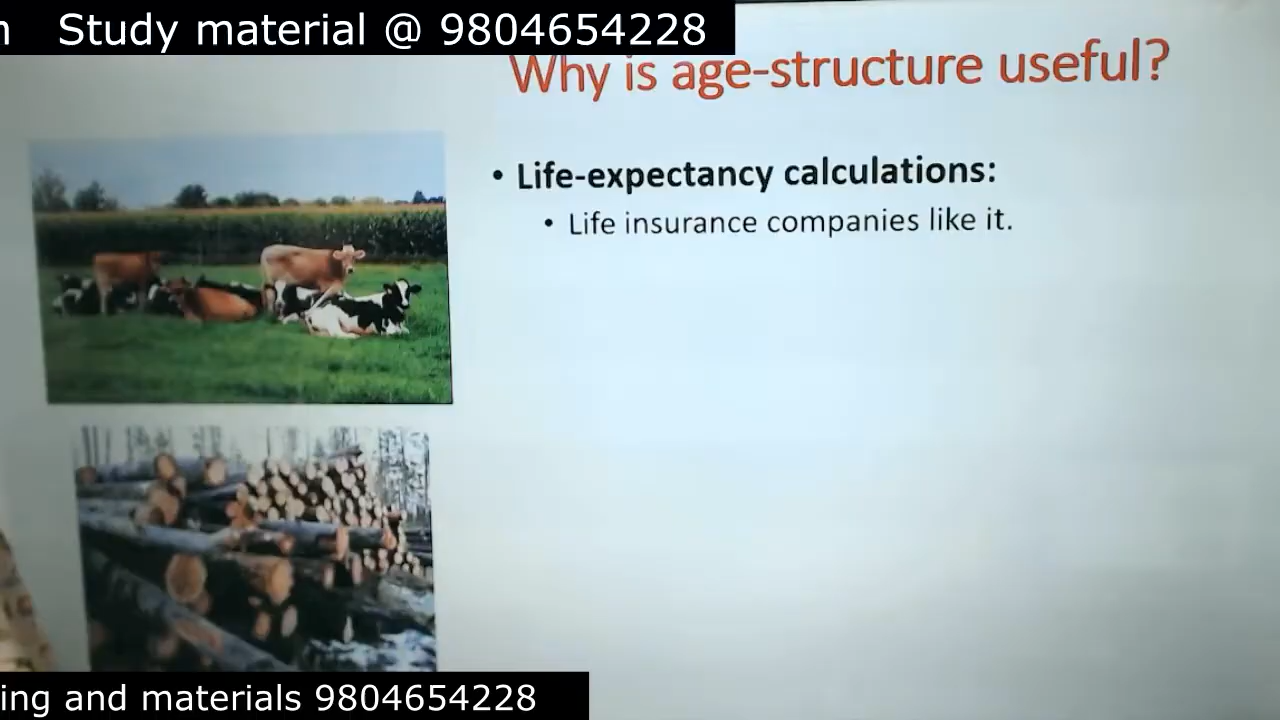 Study material @ 9804654228
Why is age-structure useful?
• Life-expectancy calculations:
• Life insurance companies like it.
ing and materials 9804654228